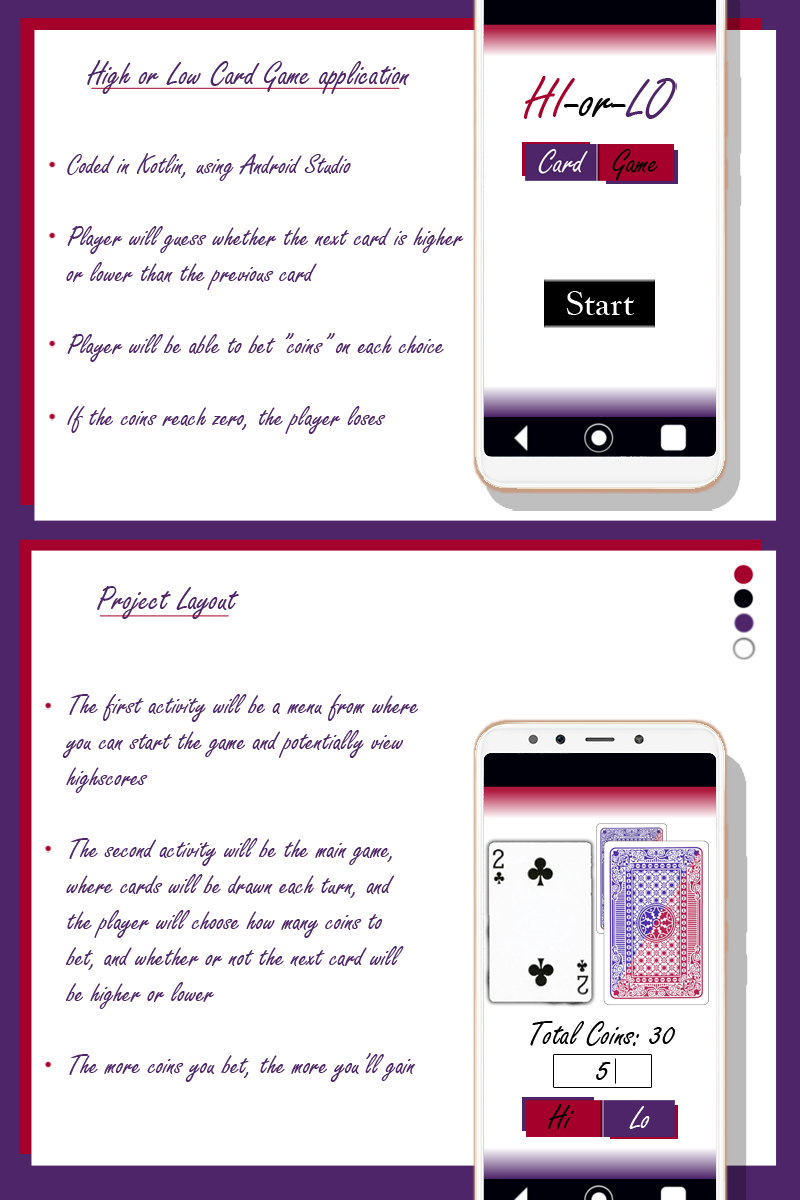 High or Low Card Game application
• Coded in Kotlin, using Android Studio
• Player will guess whether the next card is higher
or lower than the previous card
• Player will be able to bet "coins" on each choice
• If the coins reach zero, the player loses
HI-or-LO
Card Game
Start
Project Layout
• The first activity will be a menu from where
you can start the game and potentially view
highscores
• The second activity will be the main game,
where cards will be drawn each turn, and
the player will choose how many coins to
bet, and whether or not the next card will
be higher or lower
• The more coins you bet, the more you'll gain
2
2
Total Coins: 30
5
Hi Lo